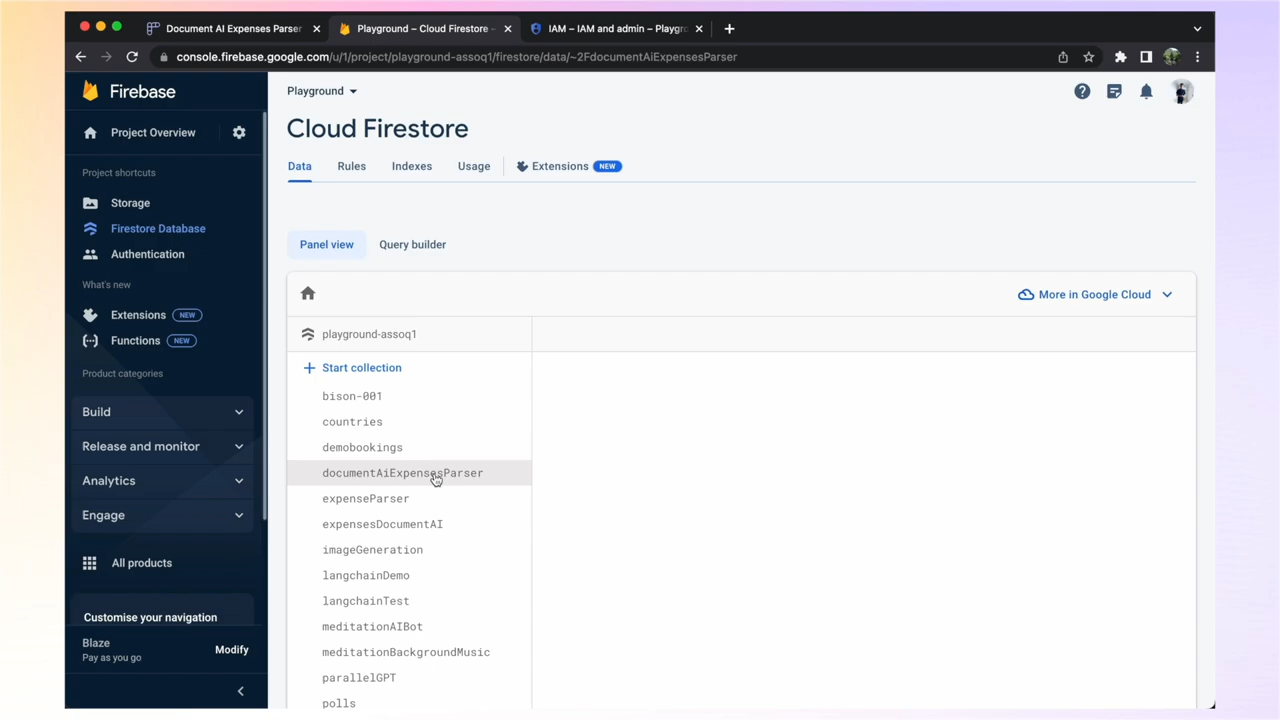 Document AI Expenses Parser
Playground – Cloud Firestore –
IAM – IAM and admin – Playgro
console.firebase.google.com/u/1/project/playground-assoq1/firestore/data/~2FdocumentAiExpensesParser
Firebase
Project Overview
Project shortcuts
Storage
Firestore Database
Authentication
What's new
Extensions NEW
Functions NEW
Product categories
Build
Release and monitor
Analytics
Engage
All products
Customise your navigation
Blaze
Pay as you go
Modify
Playground
Cloud Firestore
Data Rules Indexes Usage Extensions NEW
Panel view Query builder
More in Google Cloud
playground-assoq1
+ Start collection
bison-001
countries
demobookings
documentAiExpensesParser
expenseParser
expensesDocumentAI
imageGeneration
langchainDemo
langchainTest
meditationAIBot
meditationBackgroundMusic
parallelGPT
polls